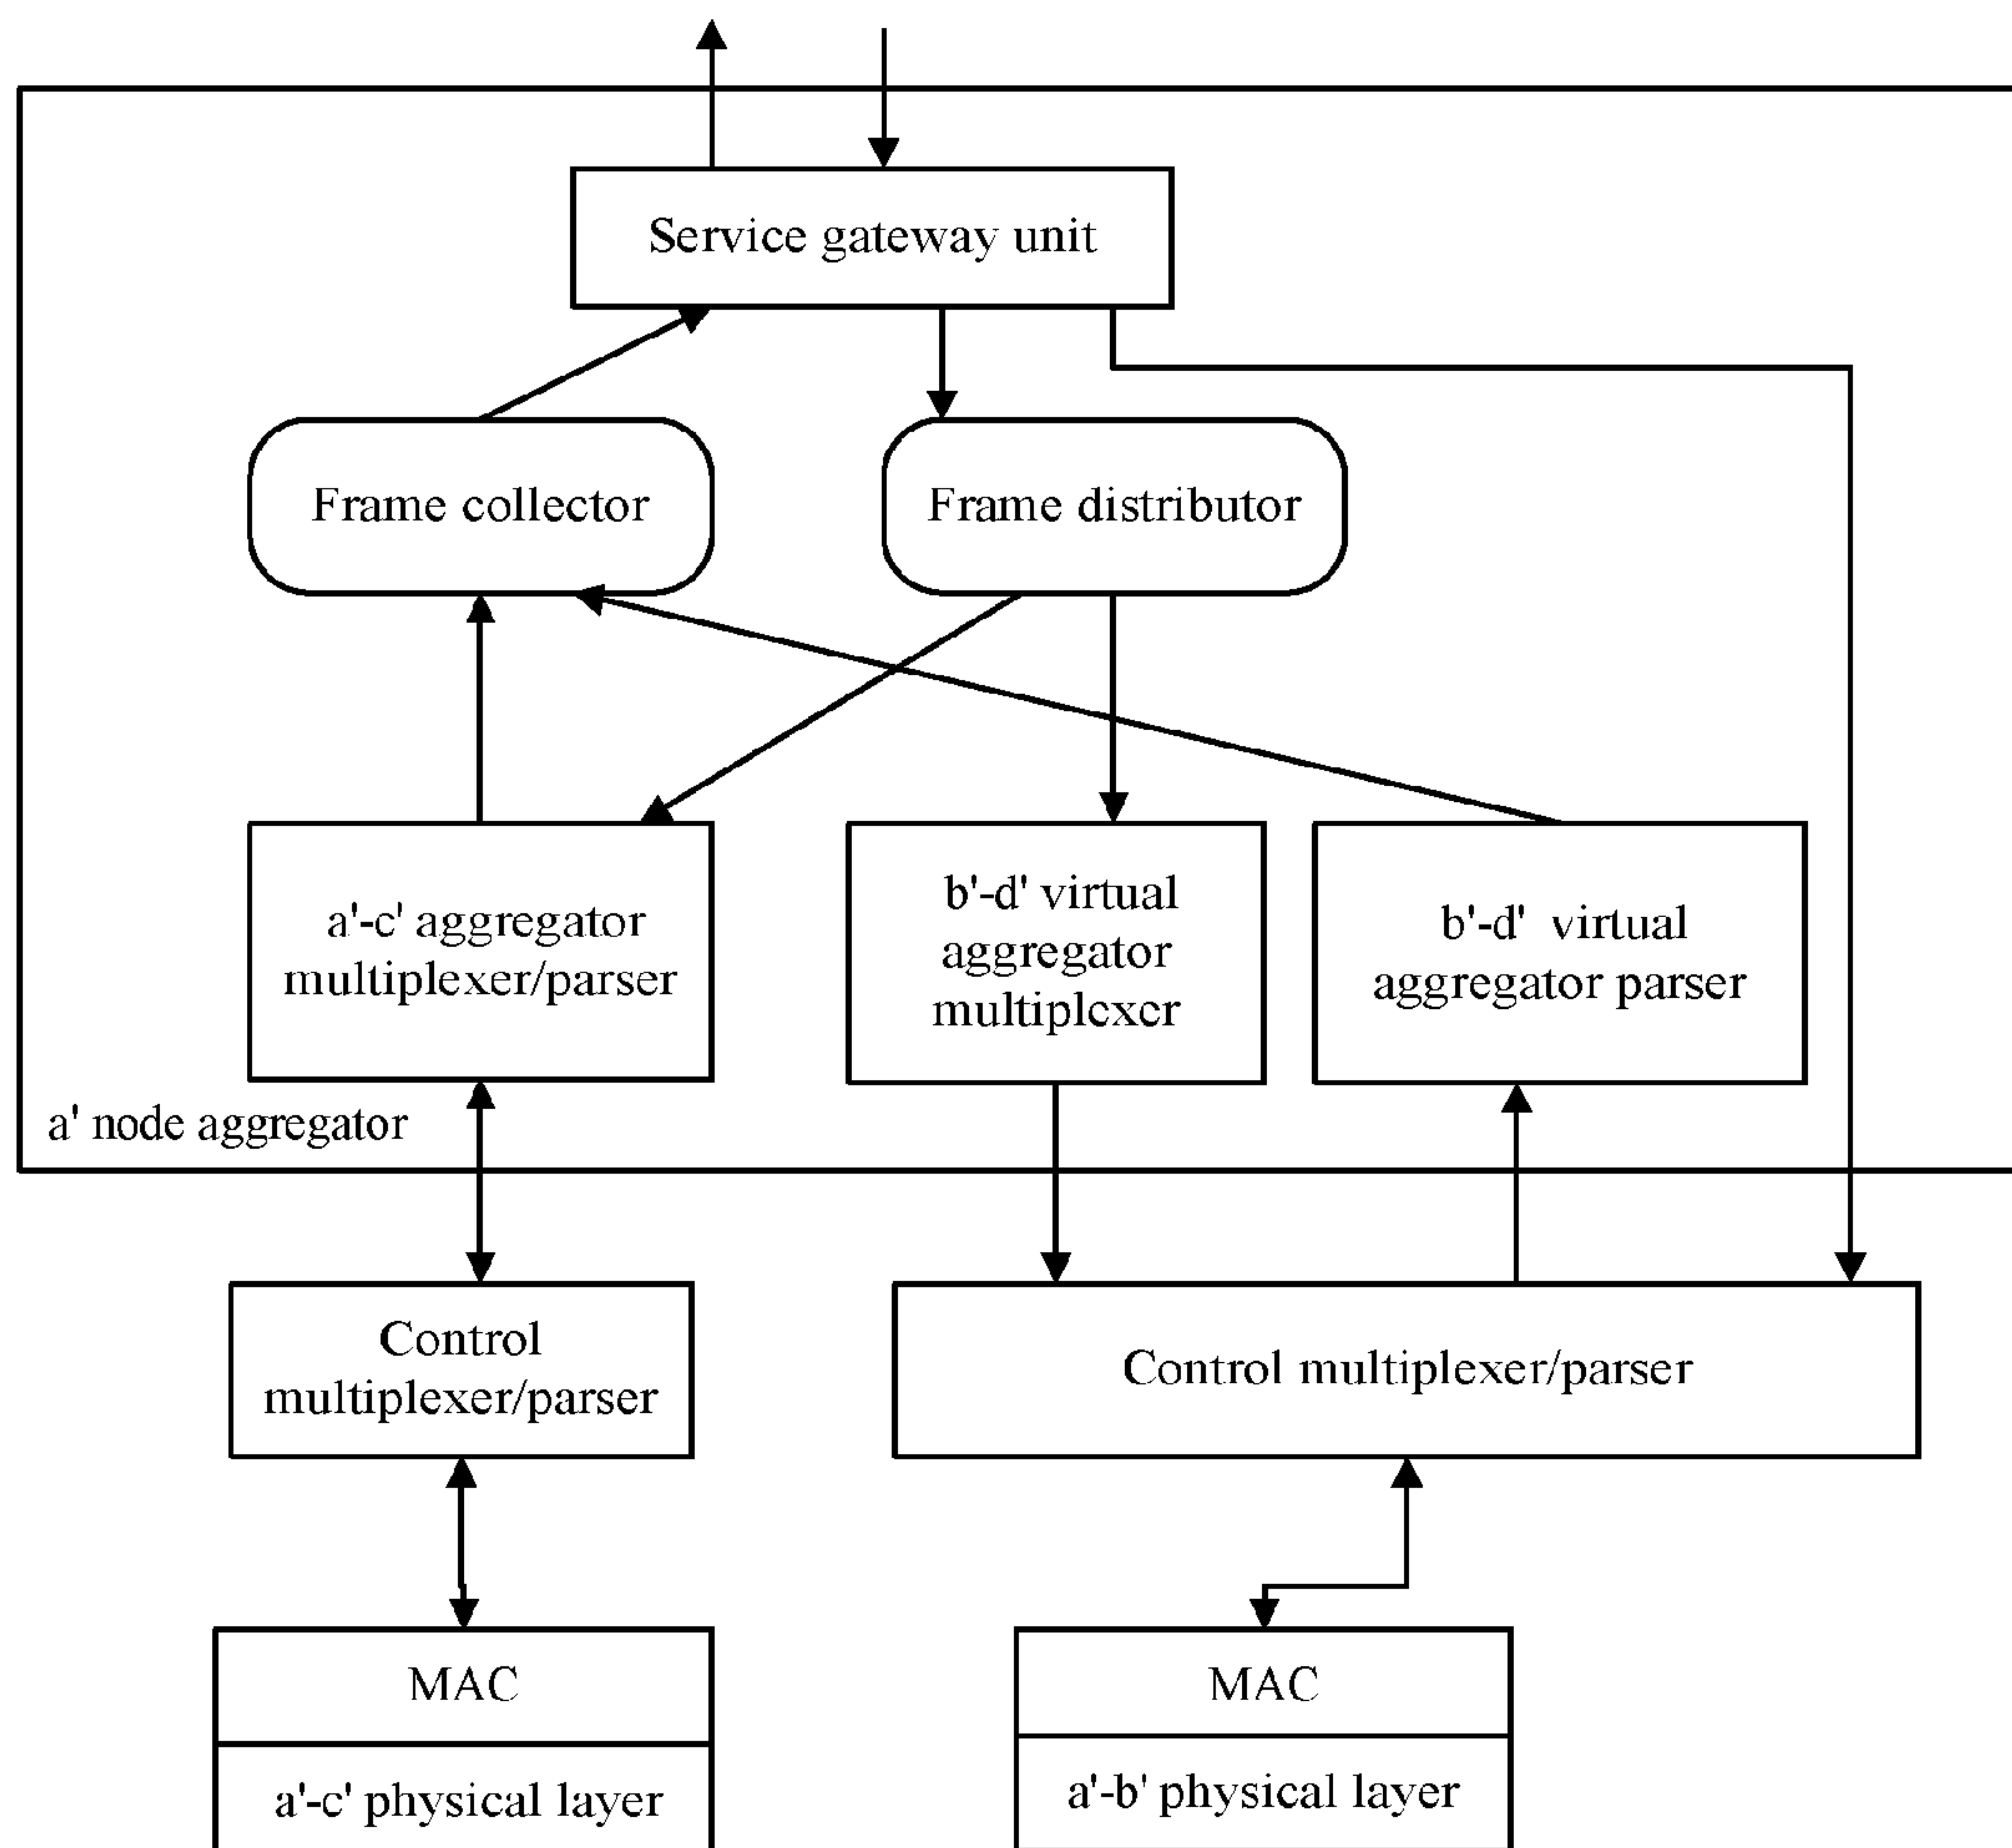 Service gateway unit
Frame collector
Frame distributor
a'-c' aggregator
multiplexer/parser
b'-d' virtual
aggregator
multiplexer
b'-d' virtual
aggregator parser
a' node aggregator
Control
multiplexer/parser
Control multiplexer/parser
MAC
a'-c' physical layer
MAC
a'-b' physical layer